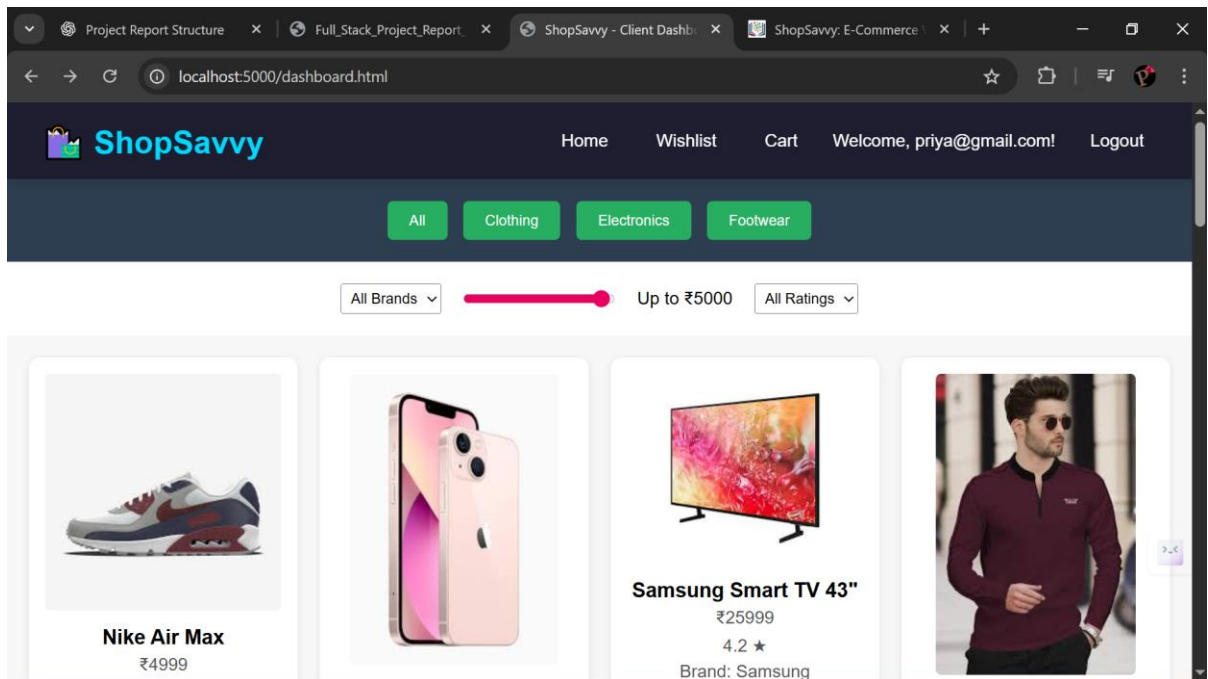 Project Report Structure
Full_Stack_Project_Report_
ShopSavvy - Client Dashb
ShopSavvy: E-Commerce
localhost:5000/dashboard.html
ShopSavvy
Home Wishlist Cart Welcome, priya@gmail.com! Logout
All Clothing Electronics Footwear
All Brands Up to ₹5000 All Ratings
Nike Air Max
₹4999
Samsung Smart TV 43"
₹25999
4.2 ★
Brand: Samsung